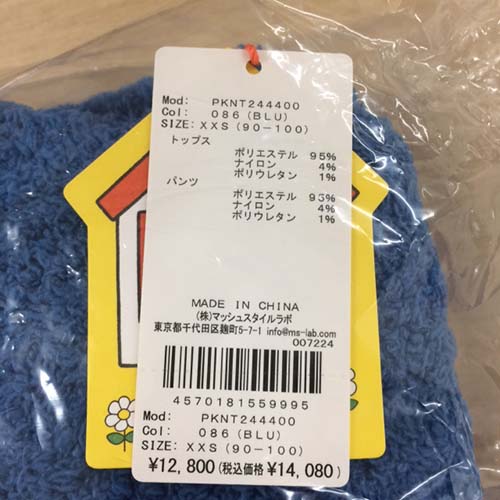 Mod: PKNT244400
Col: 086 (BLU)
SIZE: XXS (90-100)
トップス
ポリエステル 95%
ナイロン 4%
ポリウレタン 1%
パンツ
ポリエステル 95%
ナイロン 4%
ポリウレタン 1%
MADE IN CHINA
(株)マッシュスタイルラボ
東京都千代田区麹町5-7-1 info@ms-lab.com
007224
4570181559995
Mod: PKNT244400
Col: 086 (BLU)
SIZE: XXS (90-100)
¥12,800(税込価格 ¥14,080)